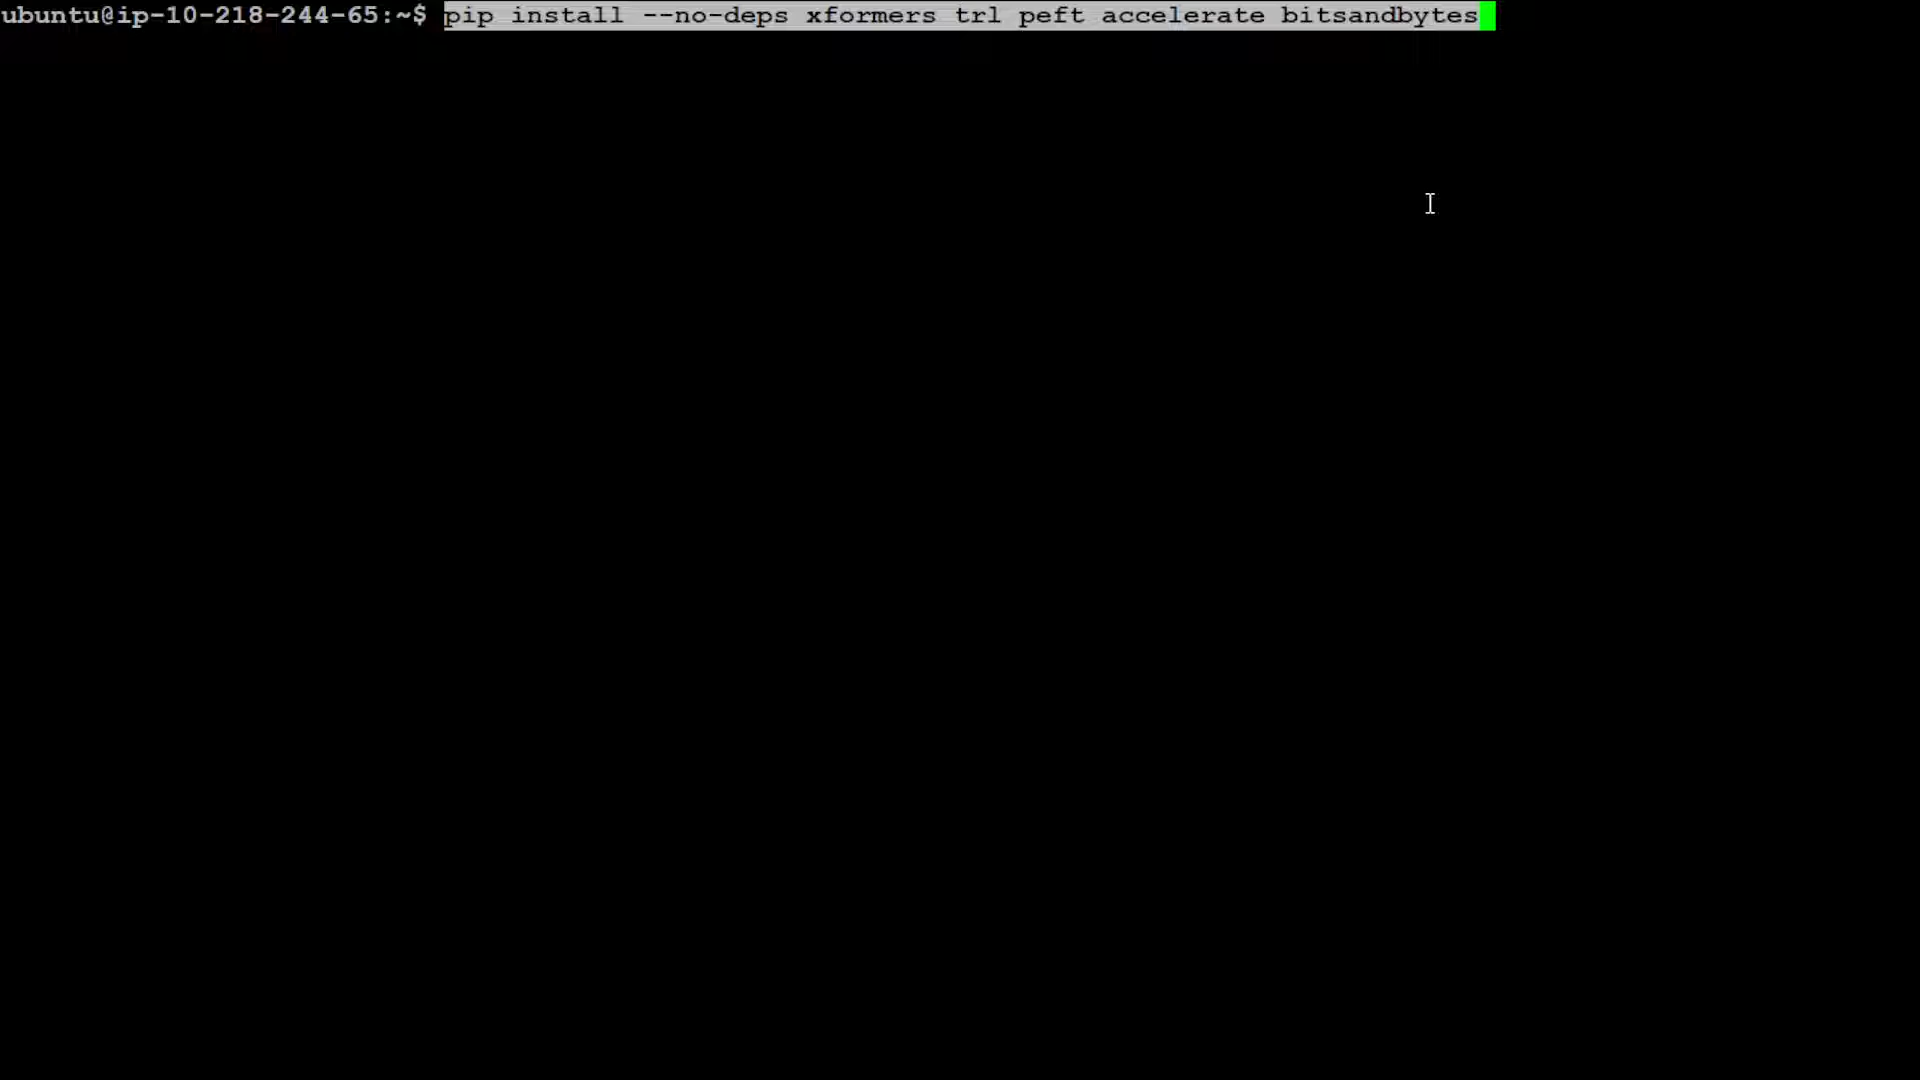 ubuntu@ip-10-218-244-65:~$ pip install --no-deps xformers trl peft accelerate bitsandbytes